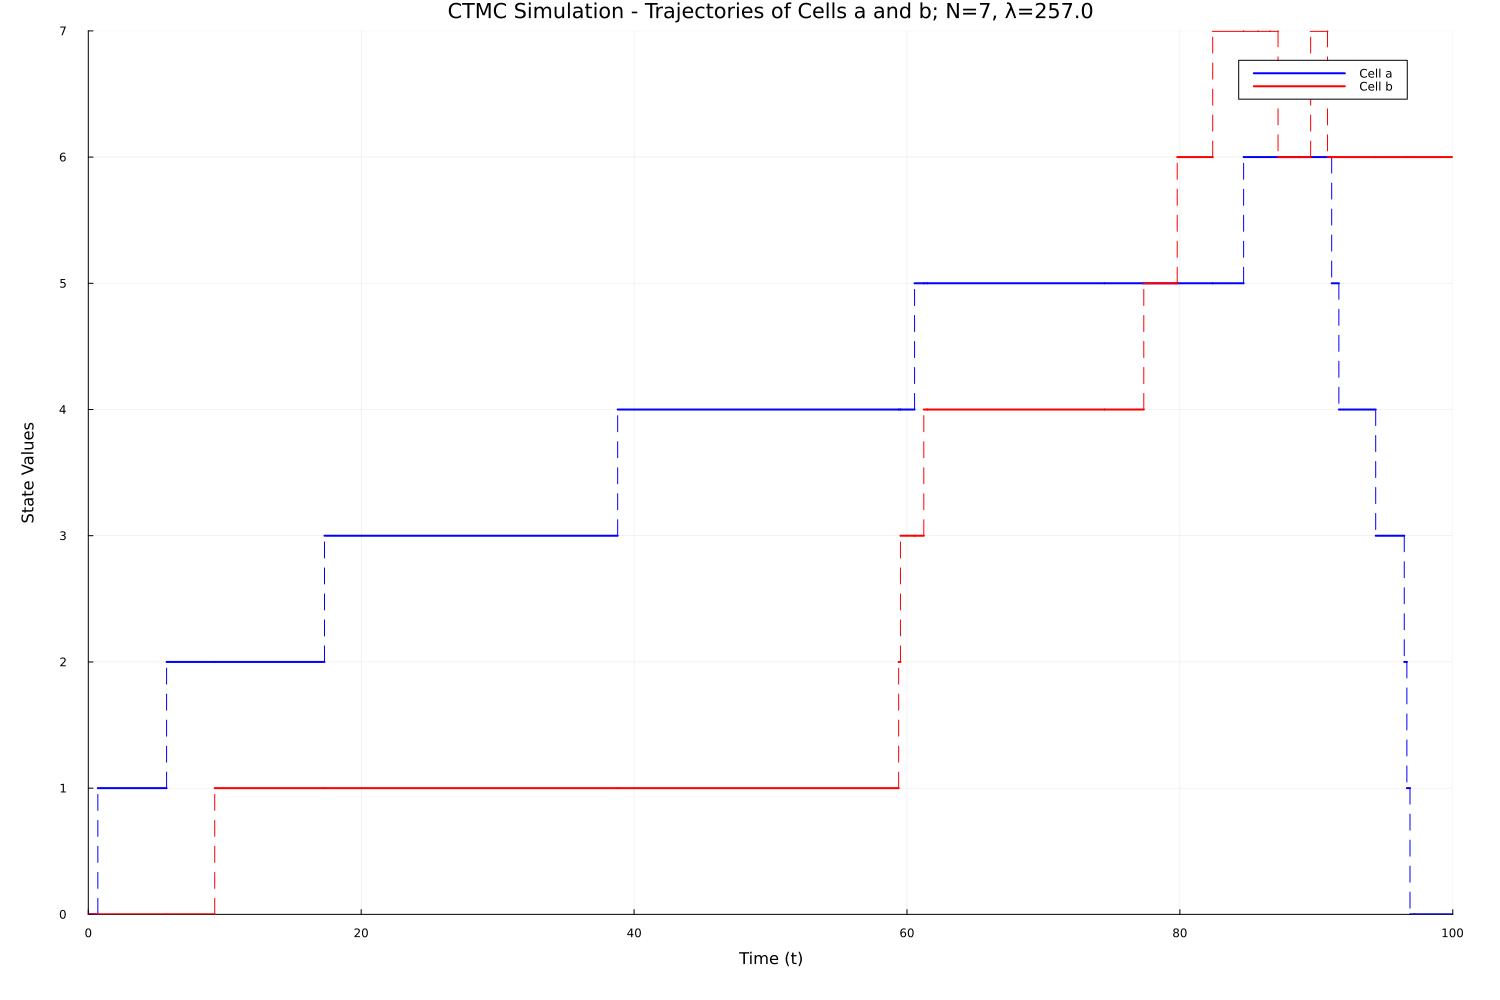 CTMC Simulation - Trajectories of Cells a and b; N=7, λ=257.0
7
Cell a
Cell b
6
5
4
State Values
3
2
1
0
0 20 40 60 80 100
Time (t)